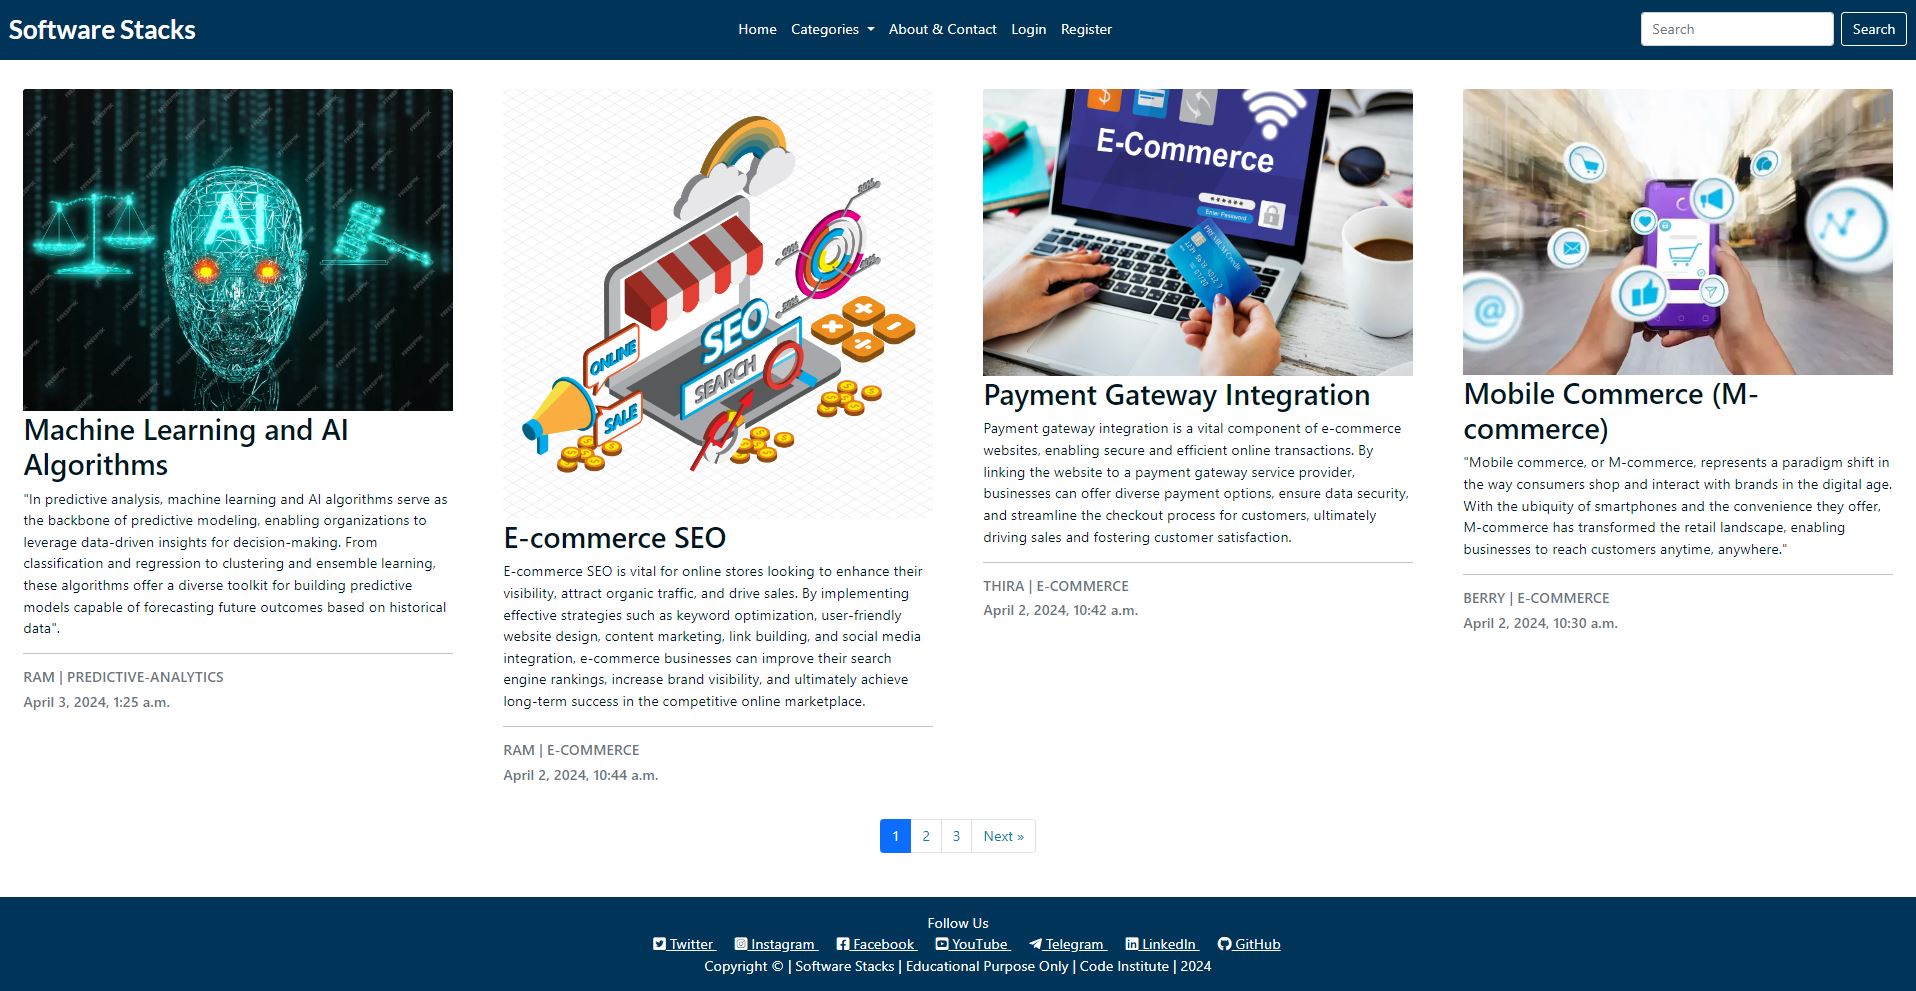 Software Stacks
Home Categories About & Contact Login Register
Search Search
AI
Machine Learning and AI
Algorithms
"In predictive analysis, machine learning and AI algorithms serve as
the backbone of predictive modeling, enabling organizations to
leverage data-driven insights for decision-making. From
classification and regression to clustering and ensemble learning,
these algorithms offer a diverse toolkit for building predictive
models capable of forecasting future outcomes based on historical
data".
RAM | PREDICTIVE-ANALYTICS
April 3, 2024, 1:25 a.m.
SEO
SEARCH
ONLINE
SALE
E-commerce SEO
E-commerce SEO is vital for online stores looking to enhance their
visibility, attract organic traffic, and drive sales. By implementing
effective strategies such as keyword optimization, user-friendly
website design, content marketing, link building, and social media
integration, e-commerce businesses can improve their search
engine rankings, increase brand visibility, and ultimately achieve
long-term success in the competitive online marketplace.
RAM | E-COMMERCE
April 2, 2024, 10:44 a.m.
E-Commerce
******
Enter Password
Payment Gateway Integration
Payment gateway integration is a vital component of e-commerce
websites, enabling secure and efficient online transactions. By
linking the website to a payment gateway service provider,
businesses can offer diverse payment options, ensure data security,
and streamline the checkout process for customers, ultimately
driving sales and fostering customer satisfaction.
THIRA | E-COMMERCE
April 2, 2024, 10:42 a.m.
@
Mobile Commerce (M-
commerce)
"Mobile commerce, or M-commerce, represents a paradigm shift in
the way consumers shop and interact with brands in the digital age.
With the ubiquity of smartphones and the convenience they offer,
M-commerce has transformed the retail landscape, enabling
businesses to reach customers anytime, anywhere."
BERRY | E-COMMERCE
April 2, 2024, 10:30 a.m.
1 2 3 Next »
Follow Us
Twitter Instagram Facebook YouTube Telegram LinkedIn GitHub
Copyright © | Software Stacks | Educational Purpose Only | Code Institute | 2024